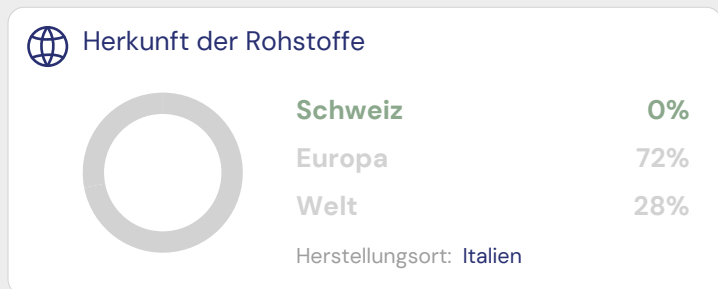 Herkunft der Rohstoffe
Schweiz 0%
Europa 72%
Welt 28%
Herstellungsort: Italien